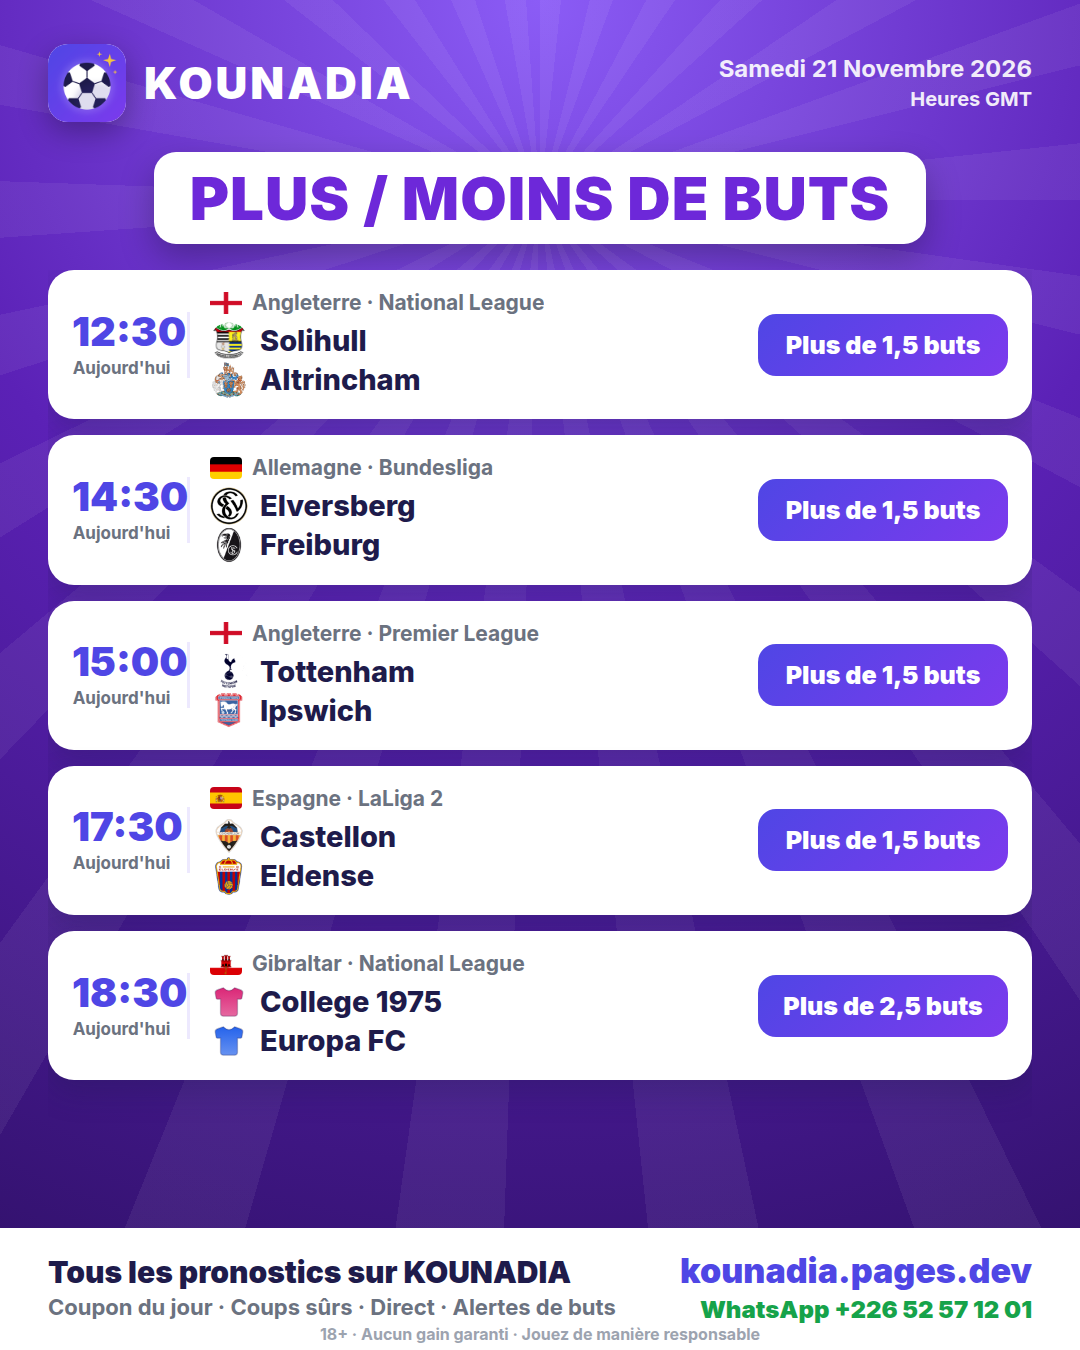 KOUNADIA
Samedi 21 Novembre 2026
Heures GMT
PLUS / MOINS DE BUTS
12:30
Aujourd'hui
Angleterre · National League
Solihull
Altrincham
Plus de 1,5 buts
14:30
Aujourd'hui
Allemagne · Bundesliga
Elversberg
Freiburg
Plus de 1,5 buts
15:00
Aujourd'hui
Angleterre · Premier League
Tottenham
Ipswich
Plus de 1,5 buts
17:30
Aujourd'hui
Espagne · LaLiga 2
Castellon
Eldense
Plus de 1,5 buts
18:30
Aujourd'hui
Gibraltar · National League
College 1975
Europa FC
Plus de 2,5 buts
Tous les pronostics sur KOUNADIA
Coupon du jour · Coups sûrs · Direct · Alertes de buts
kounadia.pages.dev
WhatsApp +226 52 57 12 01
18+ · Aucun gain garanti · Jouez de manière responsable